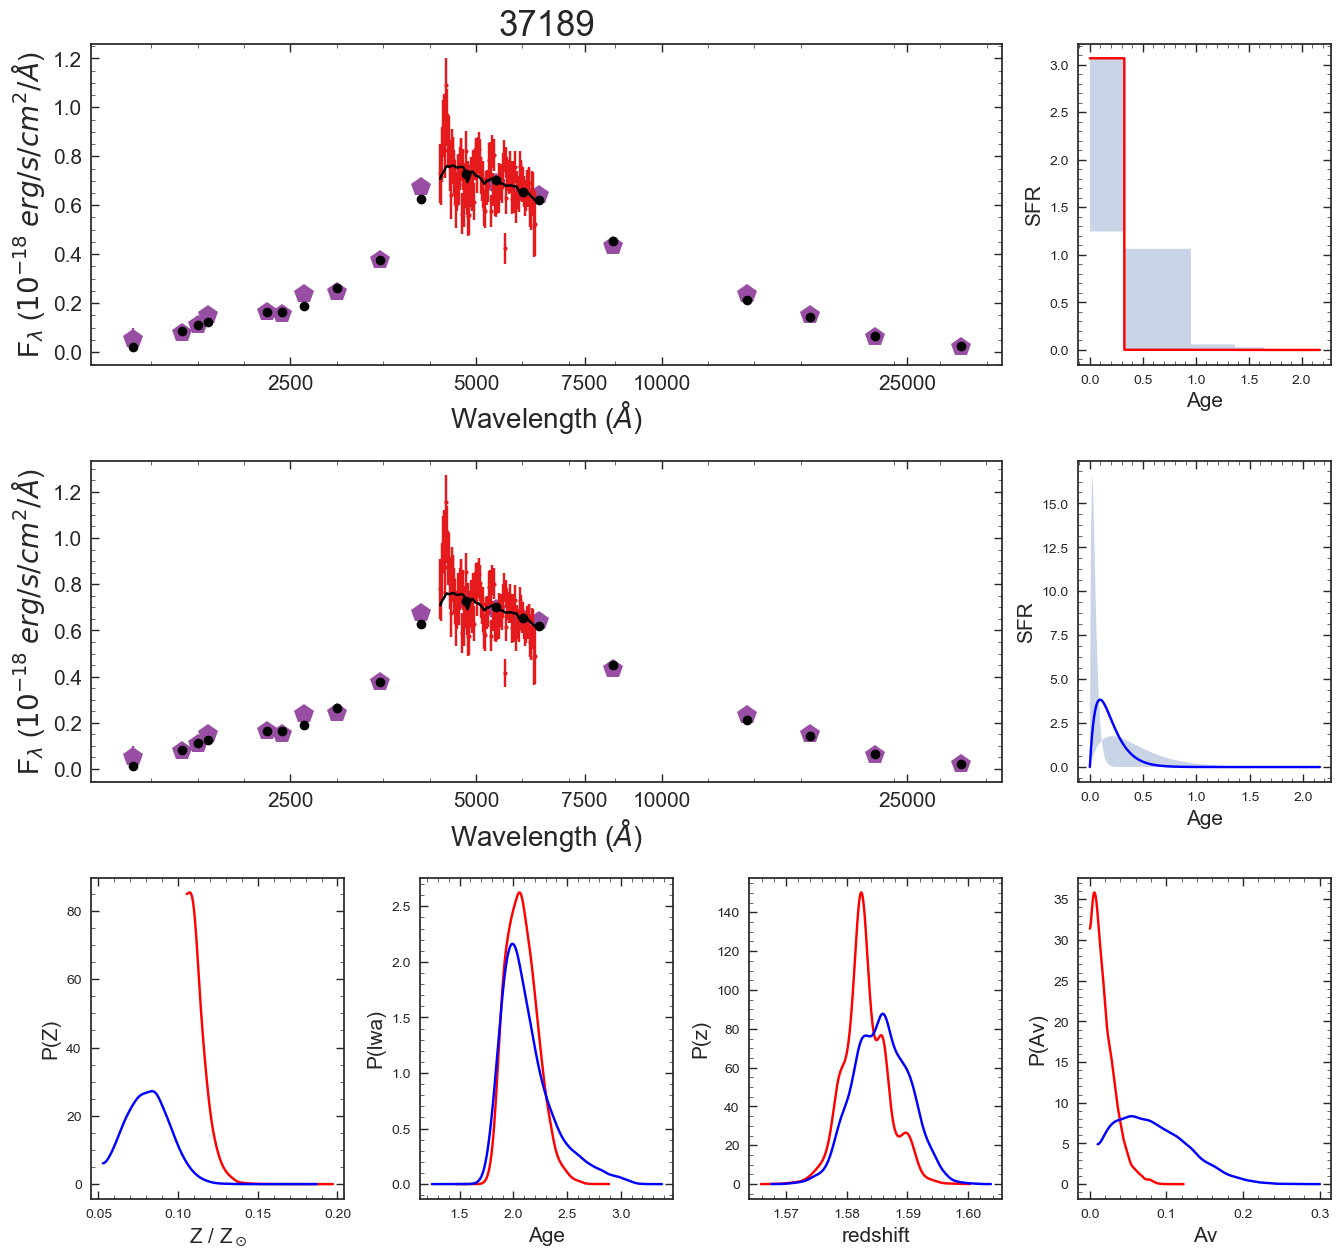 37189
1.2
1.0
0.8
0.6
0.4
0.2
0.0
F_λ (10^{-18} erg/s/cm^2/Å)
2500 5000 7500 10000 25000
Wavelength (Å)
3.0
2.5
2.0
1.5
1.0
0.5
0.0
SFR
0.0 0.5 1.0 1.5 2.0
Age
1.2
1.0
0.8
0.6
0.4
0.2
0.0
F_λ (10^{-18} erg/s/cm^2/Å)
2500 5000 7500 10000 25000
Wavelength (Å)
15.0
12.5
10.0
7.5
5.0
2.5
0.0
SFR
0.0 0.5 1.0 1.5 2.0
Age
80
60
40
20
0
P(Z)
0.05 0.10 0.15 0.20
Z / Z_⊙
2.5
2.0
1.5
1.0
0.5
0.0
P(lwa)
1.5 2.0 2.5 3.0
Age
140
120
100
80
60
40
20
0
P(z)
1.57 1.58 1.59 1.60
redshift
35
30
25
20
15
10
5
0
P(Av)
0.0 0.1 0.2 0.3
Av